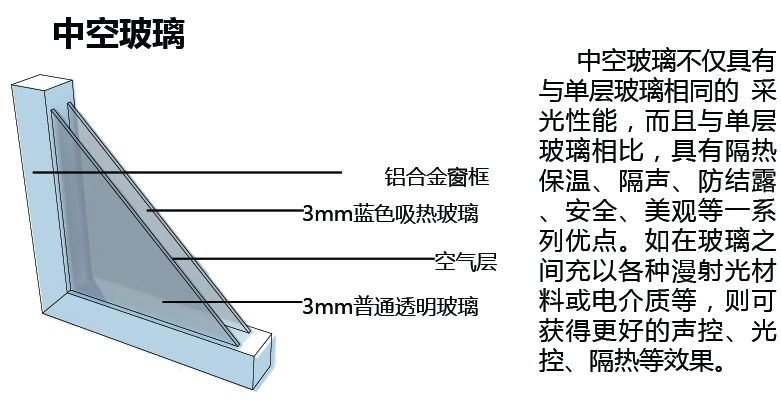 中空玻璃
铝合金窗框
3mm蓝色吸热玻璃
空气层
3mm普通透明玻璃
中空玻璃不仅具有
与单层玻璃相同的 采
光性能，而且与单层
玻璃相比，具有隔热
保温、隔声、防结露
、安全、美观等一系
列优点。如在玻璃之
间充以各种漫射光材
料或电介质等，则可
获得更好的声控、光
控、隔热等效果。